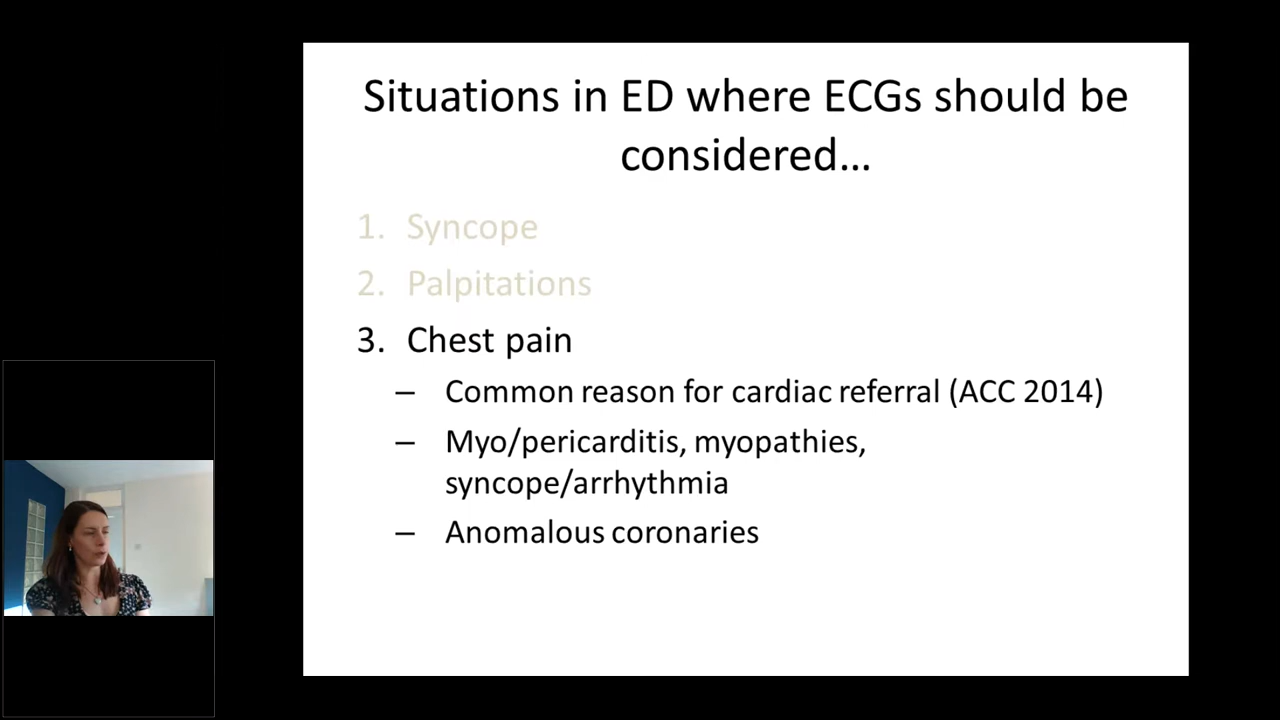 Situations in ED where ECGs should be
considered…
1. Syncope
2. Palpitations
3. Chest pain
– Common reason for cardiac referral (ACC 2014)
– Myo/pericarditis, myopathies,
syncope/arrhythmia
– Anomalous coronaries